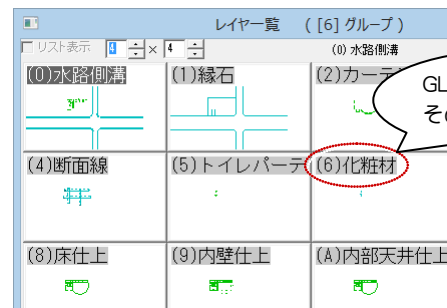 レイヤ一覧 ( [6] グループ )
リスト表示 4 × 4 (0) 水路側溝
(0)水路側溝 (1)縁石 (2)カーテ
GL
その
(4)断面線 (5)トイレパーテ (6)化粧材
(8)床仕上 (9)内壁仕上 (A)内部天井仕上